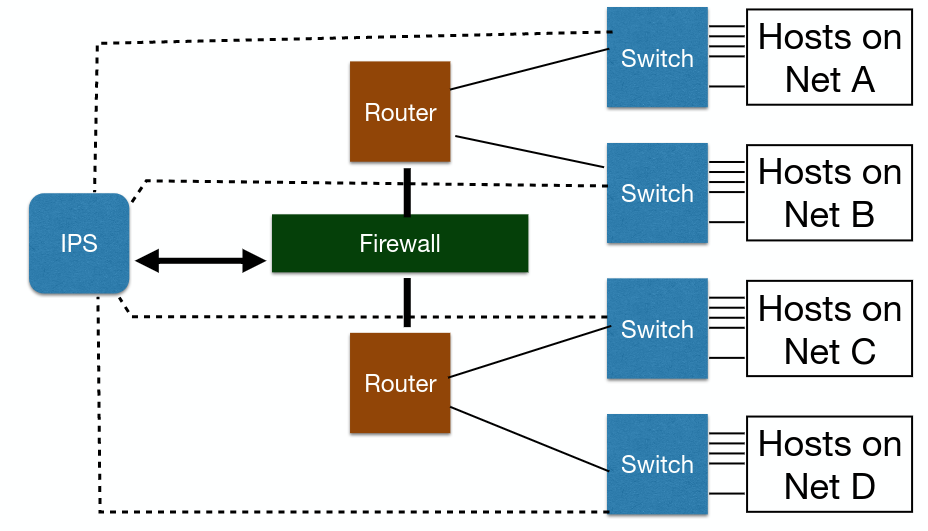 Switch
Hosts on
Net A
Router
Switch
Hosts on
Net B
IPS
Firewall
Switch
Hosts on
Net C
Router
Switch
Hosts on
Net D